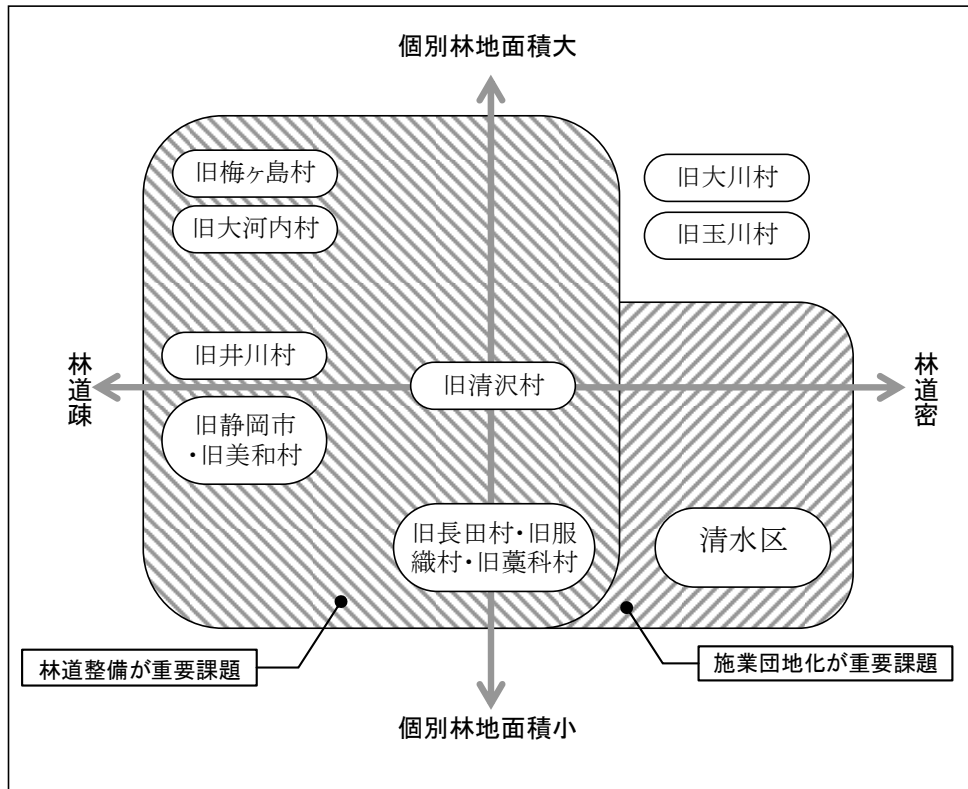 個別林地面積大
旧梅ヶ島村
旧大河内村
旧大川村
旧玉川村
旧井川村
林道疎
旧清沢村
林道密
旧静岡市
・旧美和村
旧長田村・旧服
織村・旧藁科村
清水区
林道整備が重要課題
施業団地化が重要課題
個別林地面積小